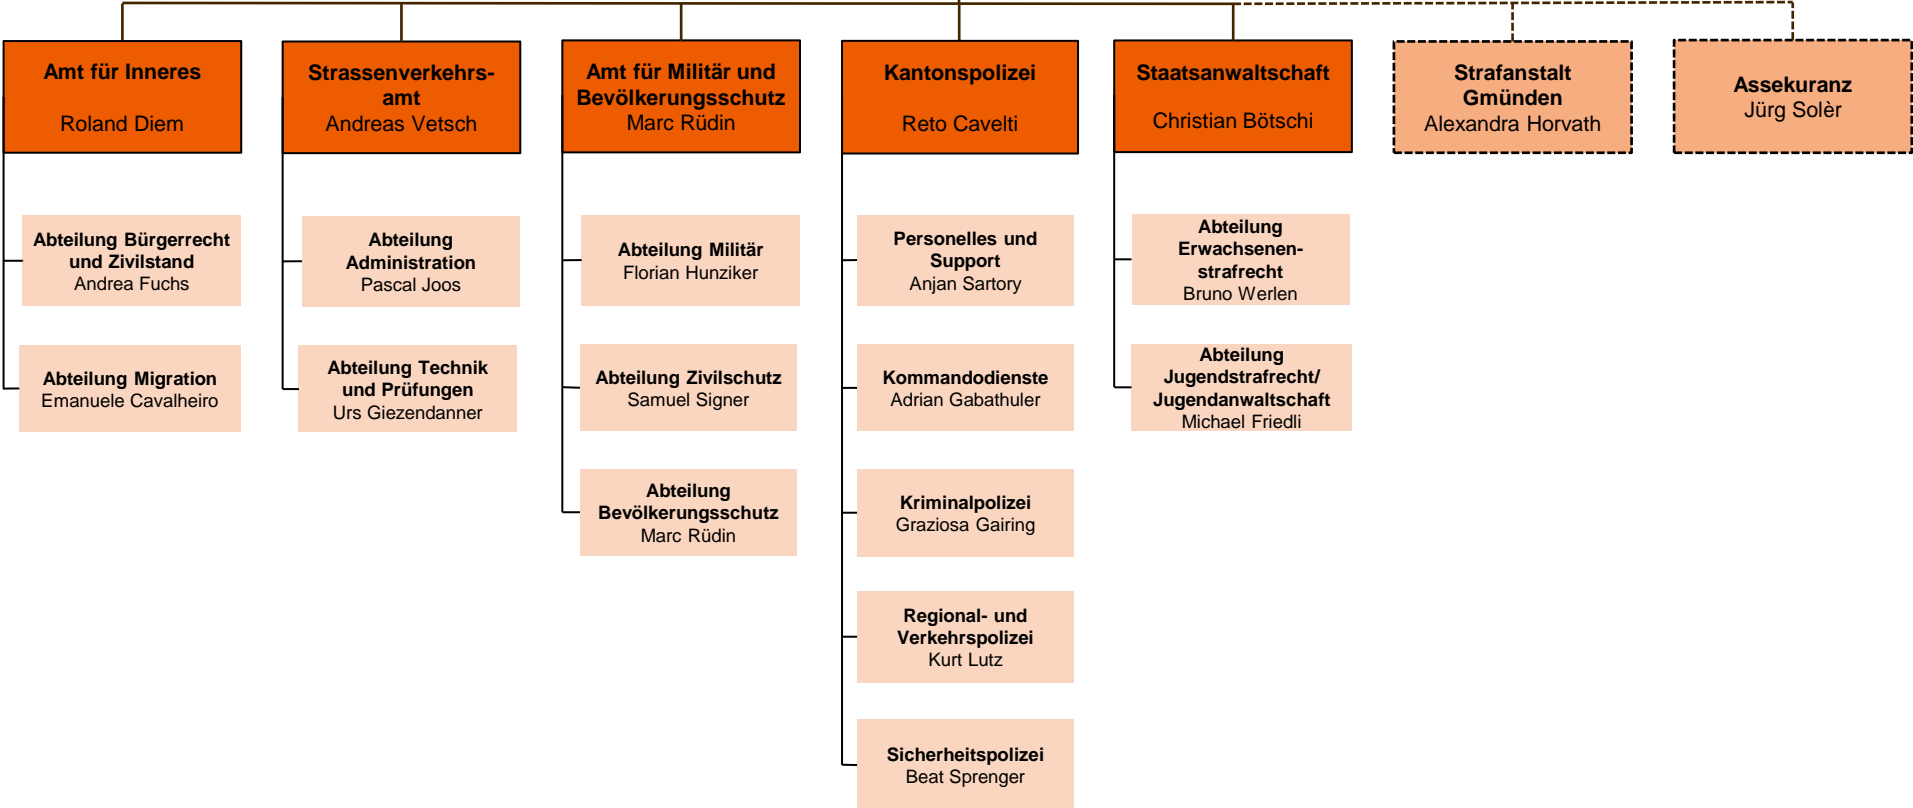 Amt für Inneres
Roland Diem
Strassenverkehrs-
amt
Andreas Vetsch
Amt für Militär und
Bevölkerungsschutz
Marc Rüdin
Kantonspolizei
Reto Cavelti
Staatsanwaltschaft
Christian Bötschi
Strafanstalt
Gmünden
Alexandra Horvath
Assekuranz
Jürg Solèr
Abteilung Bürgerrecht
und Zivilstand
Andrea Fuchs
Abteilung
Administration
Pascal Joos
Abteilung Militär
Florian Hunziker
Personelles und
Support
Anjan Sartory
Abteilung
Erwachsenen-
strafrecht
Bruno Werlen
Abteilung Migration
Emanuele Cavalheiro
Abteilung Technik
und Prüfungen
Urs Giezendanner
Abteilung Zivilschutz
Samuel Signer
Kommandodienste
Adrian Gabathuler
Abteilung
Jugendstrafrecht/
Jugendanwaltschaft
Michael Friedli
Abteilung
Bevölkerungsschutz
Marc Rüdin
Kriminalpolizei
Graziosa Gairing
Regional- und
Verkehrspolizei
Kurt Lutz
Sicherheitspolizei
Beat Sprenger